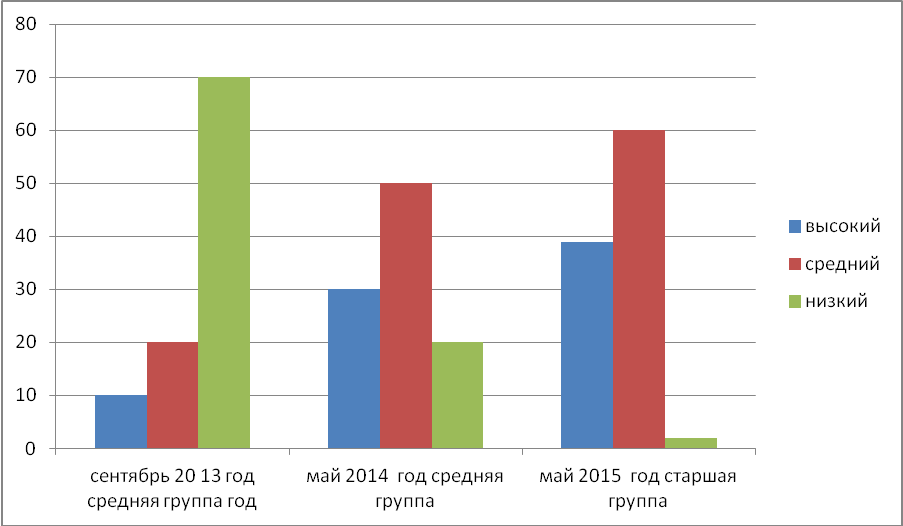 80
70
60
50
40
30
20
10
0
сентябрь 20 13 год
средняя группа год
май 2014 год средняя
группа
май 2015 год старшая
группа
высокий
средний
низкий